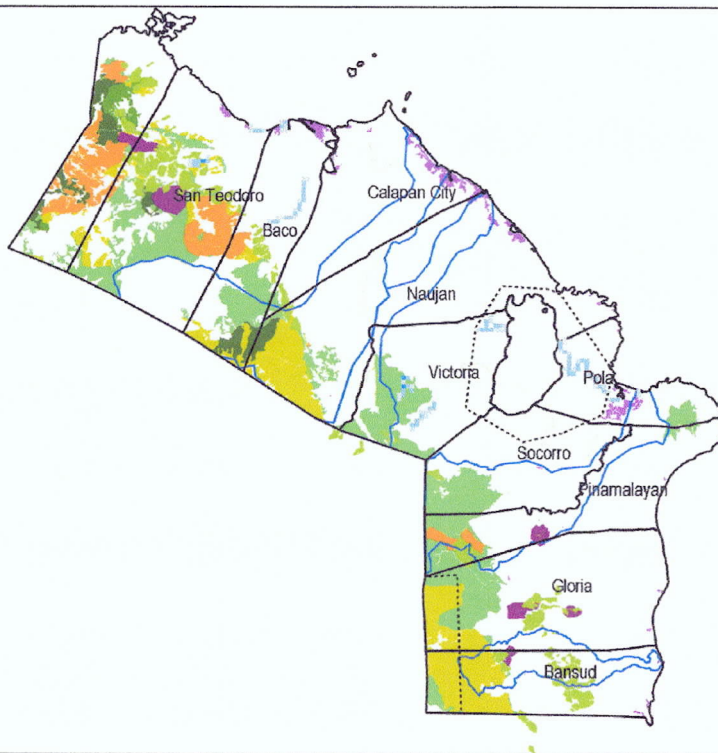 San Teodoro
Calapan City
Baco
Naujan
Victoria
Pola
Socorro
Pinamalayan
Gloria
Bansud